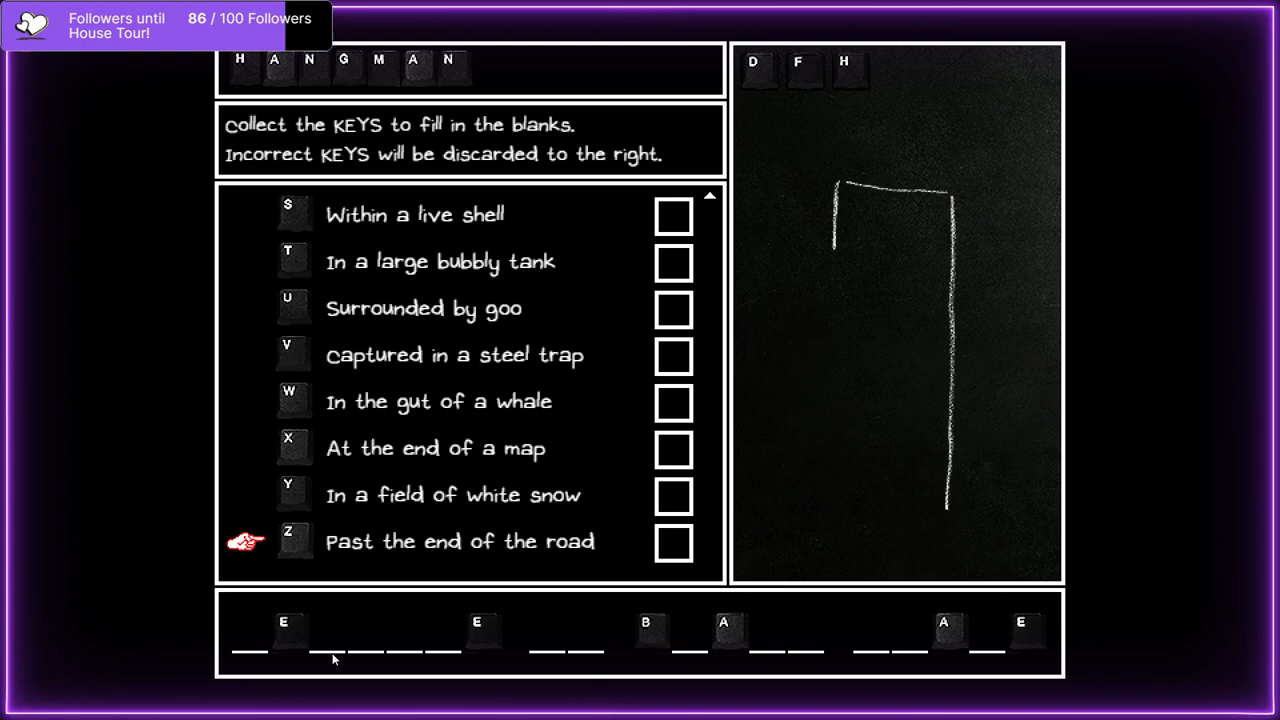 Followers until 86 / 100 Followers
House Tour!
H A N G M A N
D F H
Collect the KEYS to fill in the blanks.
Incorrect KEYS will be discarded to the right.
S Within a live shell
T In a large bubbly tank
U Surrounded by goo
V Captured in a steel trap
W In the gut of a whale
X At the end of a map
Y In a field of white snow
Z Past the end of the road
_ E _ _ _ _ E _ _ B _ A _ _ _ _ A _ E